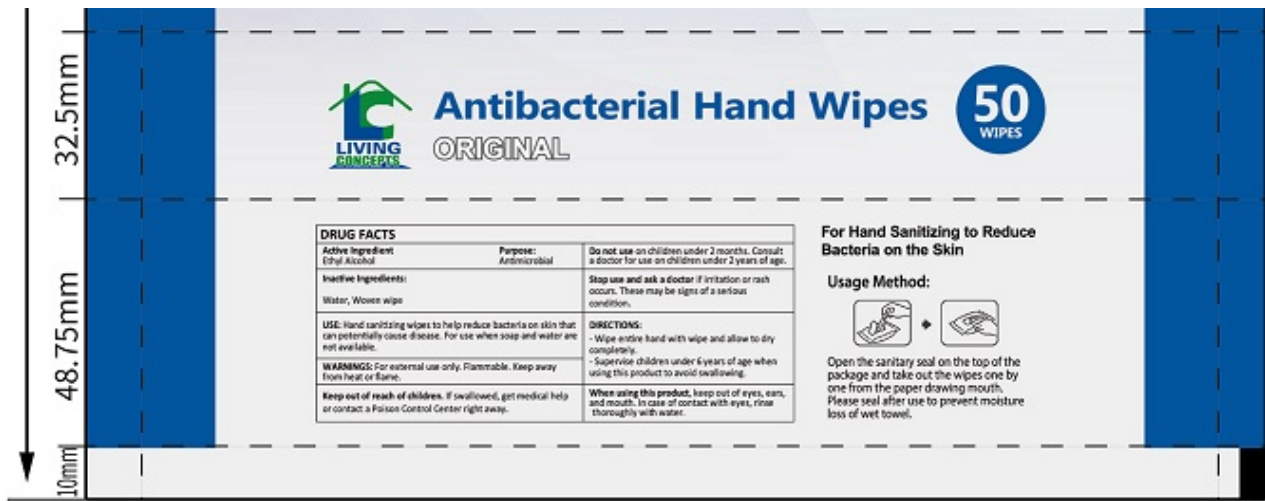 32.5mm
48.75mm
10mm
LIVING
CONCEPTS
Antibacterial Hand Wipes
ORIGINAL
50
WIPES
DRUG FACTS
Active Ingredient
Ethyl Alcohol
Purpose:
Antimicrobial
Inactive Ingredients:
Water, Woven wipe
USE: Hand sanitizing wipes to help reduce bacteria on skin that
can potentially cause disease. For use when soap and water are
not available.
WARNINGS: For external use only. Flammable. Keep away
from heat or flame.
Keep out of reach of children. If swallowed, get medical help
or contact a Poison Control Center right away.
Do not use on children under 2 months. Consult
a doctor for use on children under 2 years of age.
Stop use and ask a doctor if irritation or rash
occurs. These may be signs of a serious
condition.
DIRECTIONS:
- Wipe entire hand with wipe and allow to dry
completely.
- Supervise children under 6 years of age when
using this product to avoid swallowing.
When using this product, keep out of eyes, ears,
and mouth. In case of contact with eyes, rinse
thoroughly with water.
For Hand Sanitizing to Reduce
Bacteria on the Skin
Usage Method:
Open the sanitary seal on the top of the
package and take out the wipes one by
one from the paper drawing mouth.
Please seal after use to prevent moisture
loss of wet towel.